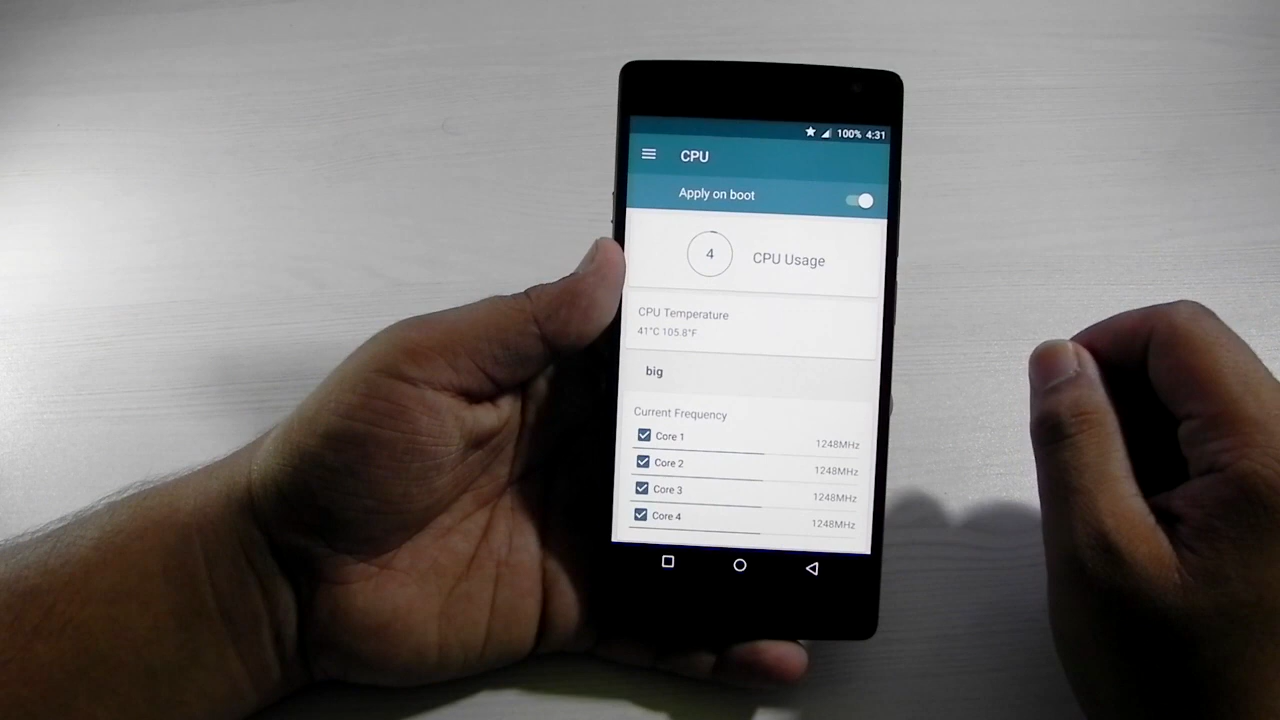 100% 4:31
CPU
Apply on boot
4 CPU Usage
CPU Temperature
41°C 105.8°F
big
Current Frequency
Core 1 1248MHz
Core 2 1248MHz
Core 3 1248MHz
Core 4 1248MHz